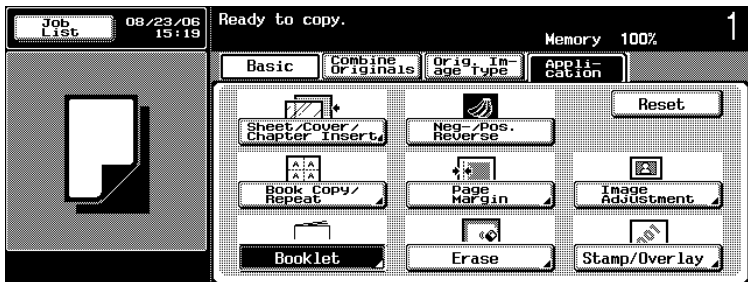 Job
List
08/23/06
15:19
Ready to copy.
Memory 100%
1
Basic
Combine
Originals
Orig. Im-
age Type
Appli-
cation
Sheet/Cover/
Chapter Insert
Neg-/Pos.
Reverse
Reset
A A
A A
Book Copy/
Repeat
Page
Margin
Image
Adjustment
Booklet
Erase
001
Stamp/Overlay